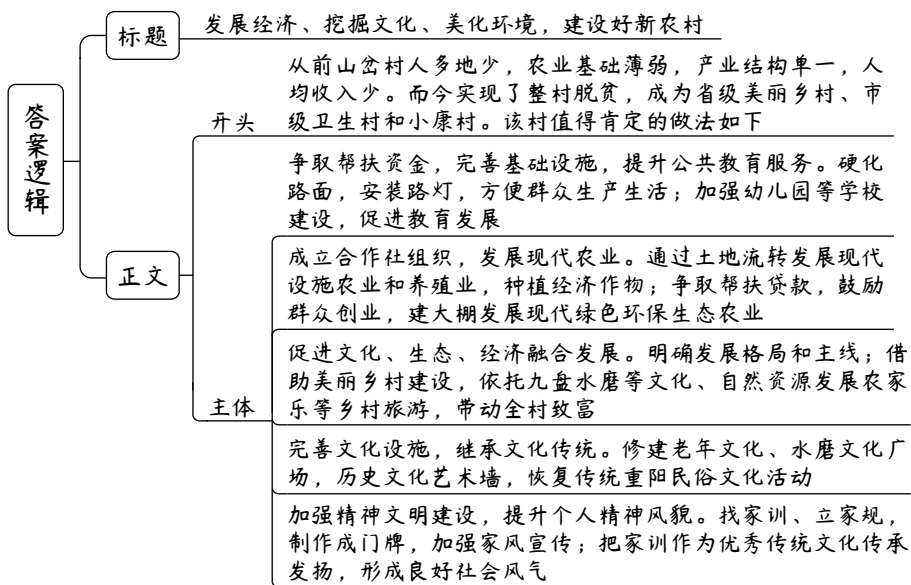 答案逻辑
标题
发展经济、挖掘文化、美化环境，建设好新农村
正文
开头
从前山岔村人多地少，农业基础薄弱，产业结构单一，人
均收入少。而今实现了整村脱贫，成为省级美丽乡村、市
级卫生村和小康村。该村值得肯定的做法如下
主体
争取帮扶资金，完善基础设施，提升公共教育服务。硬化
路面，安装路灯，方便群众生产生活；加强幼儿园等学校
建设，促进教育发展
成立合作社组织，发展现代农业。通过土地流转发展现代
设施农业和养殖业，种植经济作物；争取帮扶贷款，鼓励
群众创业，建大棚发展现代绿色环保生态农业
促进文化、生态、经济融合发展。明确发展格局和主线；借
助美丽乡村建设，依托九盘水磨等文化、自然资源发展农家
乐等乡村旅游，带动全村致富
完善文化设施，继承文化传统。修建老年文化、水磨文化广
场，历史文化艺术墙，恢复传统重阳民俗文化活动
加强精神文明建设，提升个人精神风貌。找家训、立家规，
制作成门牌，加强家风宣传；把家训作为优秀传统文化传承
发扬，形成良好社会风气